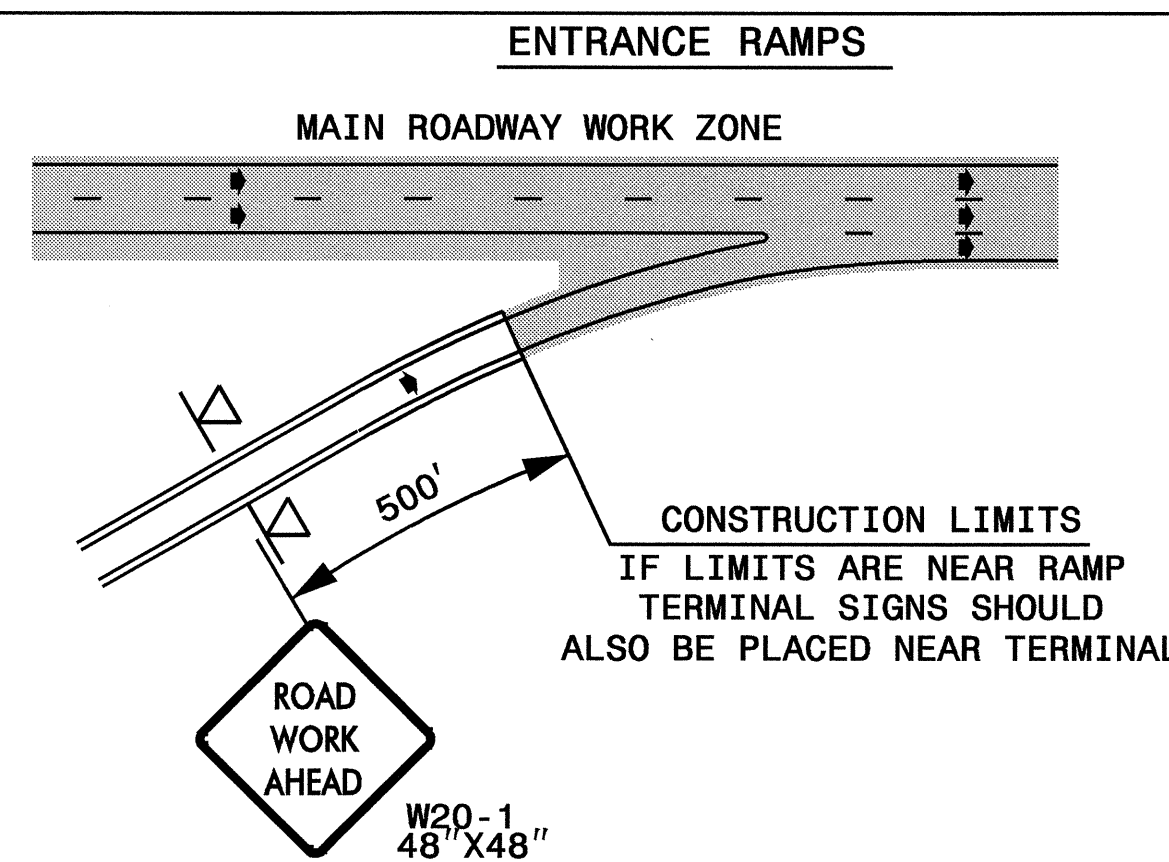 ENTRANCE RAMPS
MAIN ROADWAY WORK ZONE
500'
CONSTRUCTION LIMITS
IF LIMITS ARE NEAR RAMP
TERMINAL SIGNS SHOULD
ALSO BE PLACED NEAR TERMINAL
ROAD
WORK
AHEAD
W20-1
48"X48"